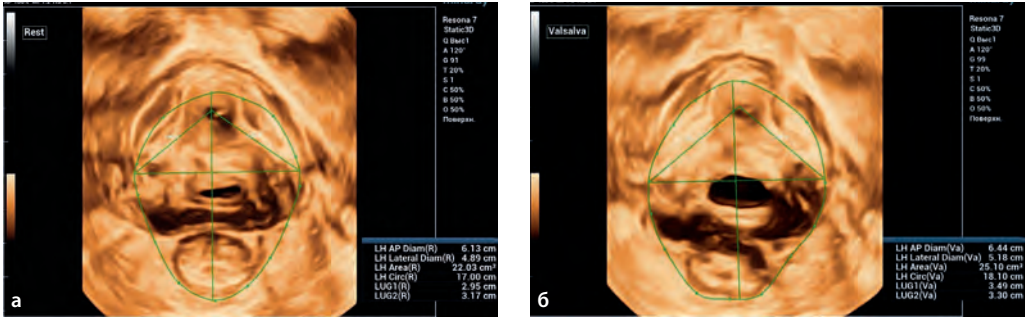 Rest
Resona 7
Static3D
Q Выс1
A 120°
G 91
T 20%
S 1
C 50%
B 50%
O 50%
Поверхн.
LH AP Diam(R) 6.13 cm
LH Lateral Diam(R) 4.89 cm
LH Area(R) 22.03 cm²
LH Circ(R) 17.00 cm
LUG1(R) 2.95 cm
LUG2(R) 3.17 cm
а
Valsalva
Resona 7
Static3D
Q Выс1
A 120°
G 99
T 20%
S 1
C 50%
B 50%
O 50%
Поверхн.
LH AP Diam(Va) 6.44 cm
LH Lateral Diam(Va) 5.18 cm
LH Area(Va) 25.10 cm²
LH Circ(Va) 18.10 cm
LUG1(Va) 3.49 cm
LUG2(Va) 3.30 cm
б